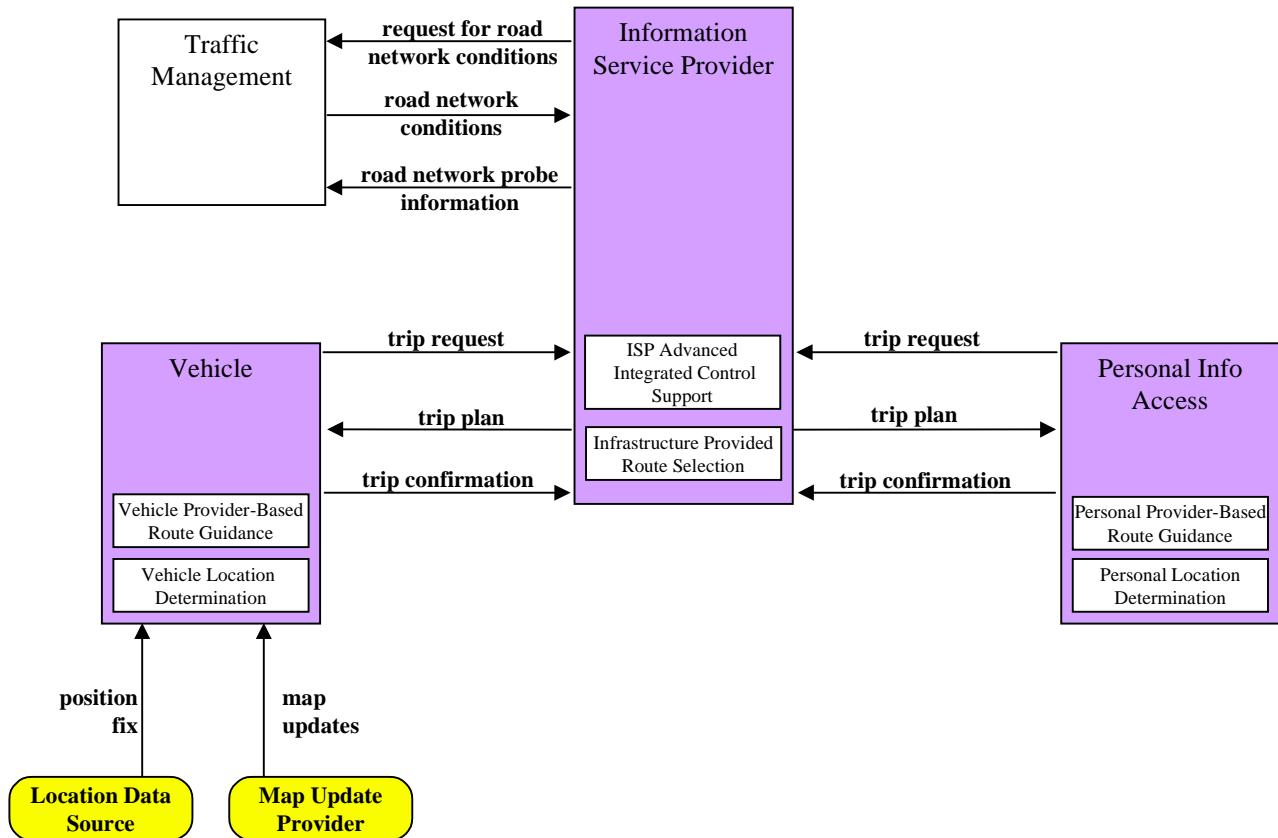 Traffic
Management
request for road
network conditions
road network
conditions
road network probe
information
Information
Service Provider
ISP Advanced
Integrated Control
Support
Infrastructure Provided
Route Selection
trip request
trip plan
trip confirmation
Vehicle
Vehicle Provider-Based
Route Guidance
Vehicle Location
Determination
trip request
trip plan
trip confirmation
Personal Info
Access
Personal Provider-Based
Route Guidance
Personal Location
Determination
position
fix
map
updates
Location Data
Source
Map Update
Provider